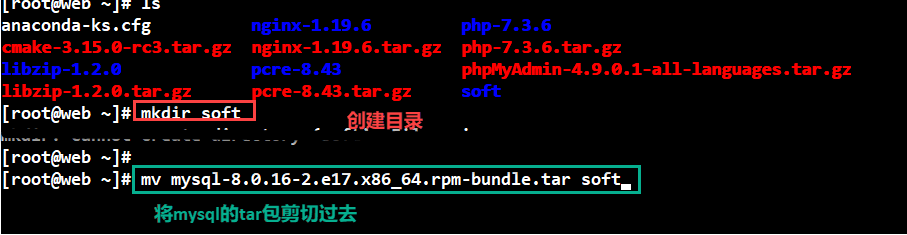 [root@web ~]# ls
anaconda-ks.cfg nginx-1.19.6 php-7.3.6
cmake-3.15.0-rc3.tar.gz nginx-1.19.6.tar.gz php-7.3.6.tar.gz
libzip-1.2.0 pcre-8.43 phpMyAdmin-4.9.0.1-all-languages.tar.gz
libzip-1.2.0.tar.gz pcre-8.43.tar.gz soft
[root@web ~]# mkdir soft
创建目录
[root@web ~]#
[root@web ~]# mv mysql-8.0.16-2.e17.x86_64.rpm-bundle.tar soft
将mysql的tar包剪切过去